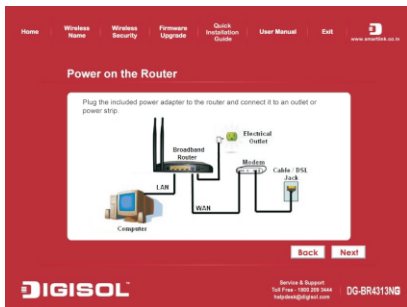 Home
Wireless
Name
Wireless
Security
Firmware
Upgrade
Quick
Installation
Guide
User Manual
Exit
www.smartlink.co.in
Power on the Router
Plug the included power adapter to the router and connect it to an outlet or
power strip.
Electrical
Outlet
Broadband
Router
Modem
Cable / DSL
Jack
LAN
WAN
Computer
Back
Next
DIGISOL
Service & Support
Toll Free - 1800 209 3444
helpdesk@digisol.com
DG-BR4313NG